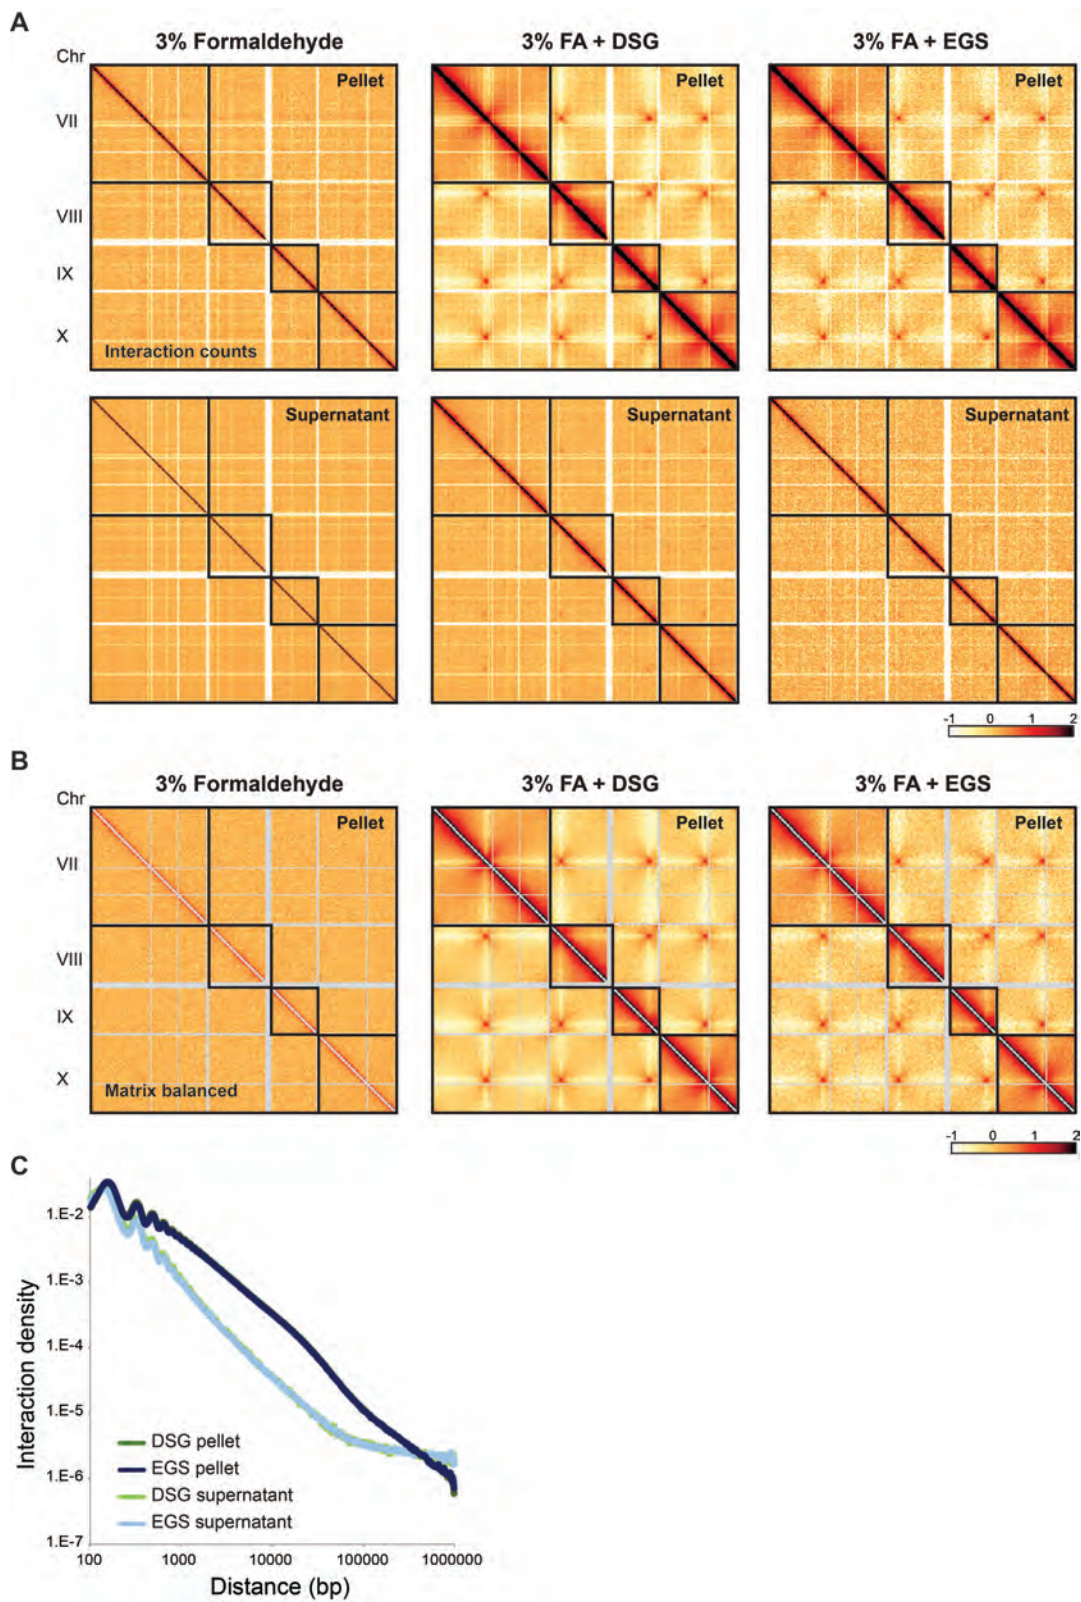 A
3% Formaldehyde
3% FA + DSG
3% FA + EGS
Chr
Pellet
Pellet
Pellet
VII
VIII
IX
X
Interaction counts
Supernatant
Supernatant
Supernatant
-1 0 1 2
B
3% Formaldehyde
3% FA + DSG
3% FA + EGS
Chr
Pellet
Pellet
Pellet
VII
VIII
IX
X
Matrix balanced
-1 0 1 2
C
Interaction density
1.E-2
1.E-3
1.E-4
1.E-5
1.E-6
1.E-7
DSG pellet
EGS pellet
DSG supernatant
EGS supernatant
100 1000 10000 100000 1000000
Distance (bp)